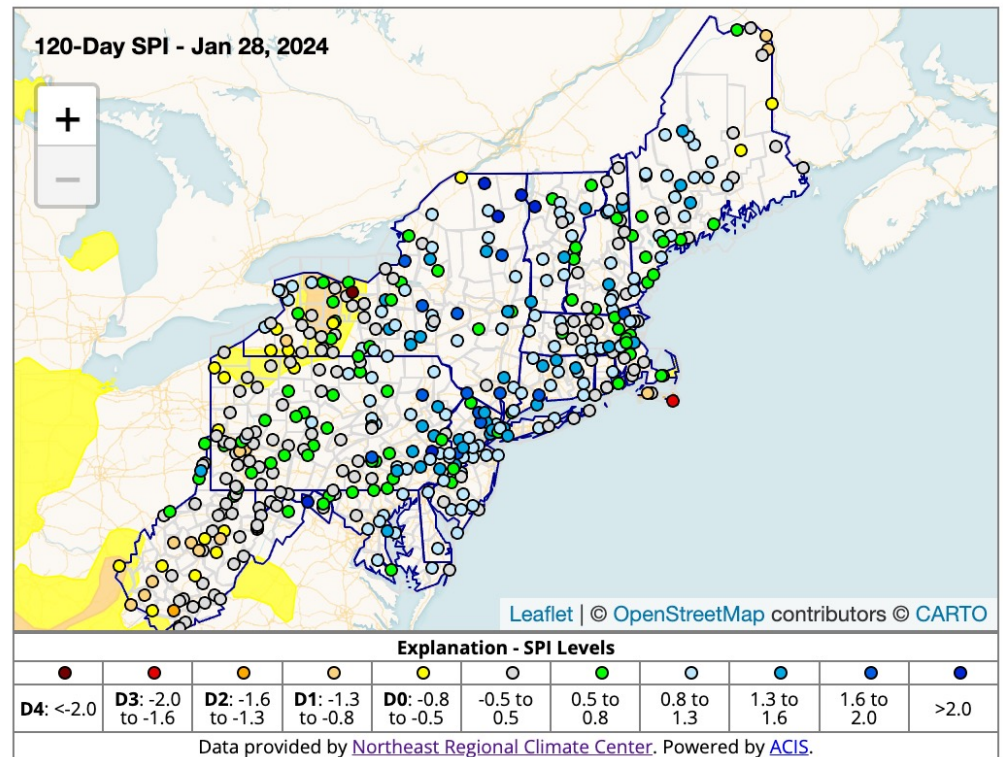 120-Day SPI - Jan 28, 2024
+
−
Leaflet | © OpenStreetMap contributors © CARTO
Explanation - SPI Levels
D4: <-2.0
D3: -2.0 to -1.6
D2: -1.6 to -1.3
D1: -1.3 to -0.8
D0: -0.8 to -0.5
-0.5 to 0.5
0.5 to 0.8
0.8 to 1.3
1.3 to 1.6
1.6 to 2.0
>2.0
Data provided by Northeast Regional Climate Center. Powered by ACIS.